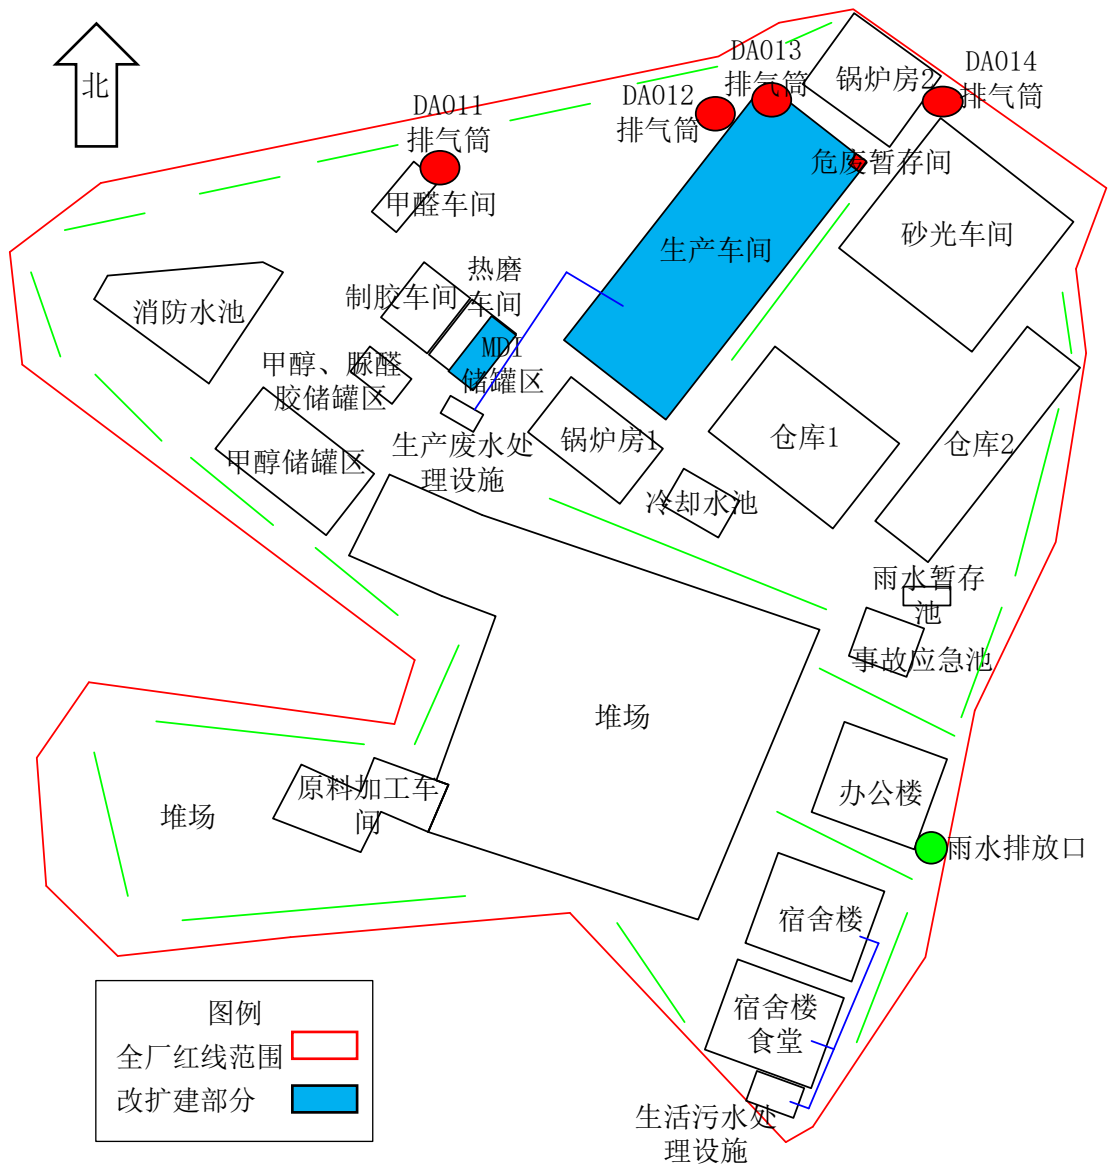 北
DA013
排气筒
锅炉房2
DA014
排气筒
DA012
排气筒
DA011
排气筒
危废暂存间
甲醛车间
砂光车间
生产车间
热磨
车间
制胶车间
消防水池
MDI
储罐区
甲醇、脲醛
胶储罐区
甲醇储罐区
生产废水处
理设施
锅炉房1
仓库1
仓库2
冷却水池
雨水暂存
池
事故应急池
堆场
办公楼
原料加工车
间
堆场
雨水排放口
宿舍楼
宿舍楼
食堂
生活污水处
理设施
图例
全厂红线范围
改扩建部分